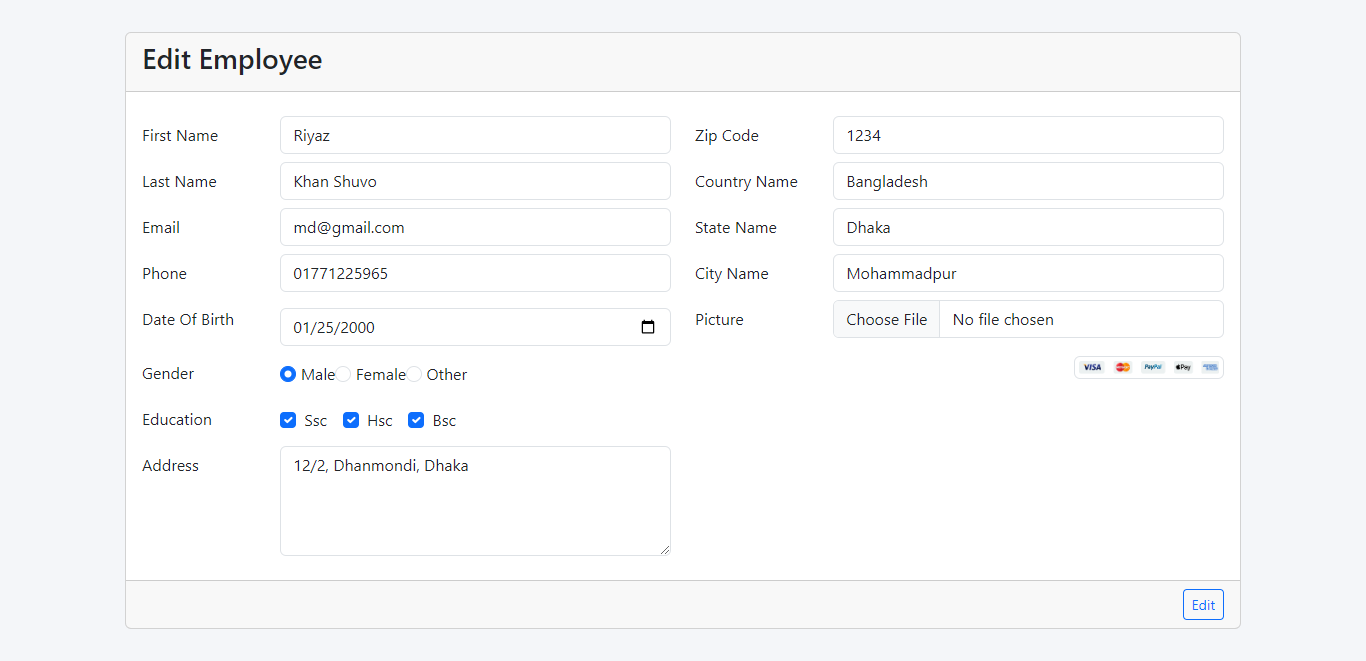 Edit Employee
First Name Riyaz
Last Name Khan Shuvo
Email md@gmail.com
Phone 01771225965
Date Of Birth 01/25/2000
Gender Male Female Other
Education Ssc Hsc Bsc
Address 12/2, Dhanmondi, Dhaka
Zip Code 1234
Country Name Bangladesh
State Name Dhaka
City Name Mohammadpur
Picture Choose File No file chosen
VISA PayPal Pay
Edit